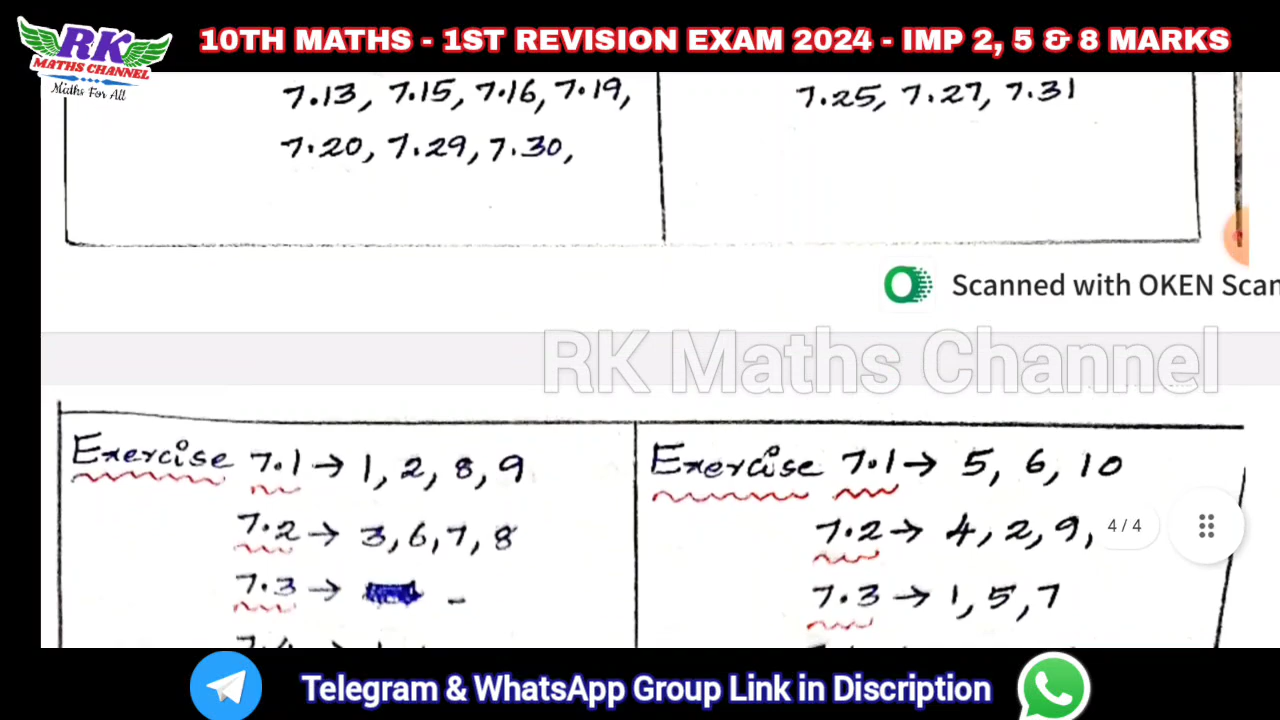 RK
MATHS CHANNEL
Maths For All
10TH MATHS - 1ST REVISION EXAM 2024 - IMP 2, 5 & 8 MARKS
7.13, 7.15, 7.16, 7.19,
7.20, 7.29, 7.30,
7.25, 7.27, 7.31
Scanned with OKEN Scan
RK Maths Channel
Exercise 7.1 → 1, 2, 8, 9
7.2 → 3, 6, 7, 8
7.3 → -
Exercise 7.1 → 5, 6, 10
7.2 → 4, 2, 9,
7.3 → 1, 5, 7
4 / 4
Telegram & WhatsApp Group Link in Discription